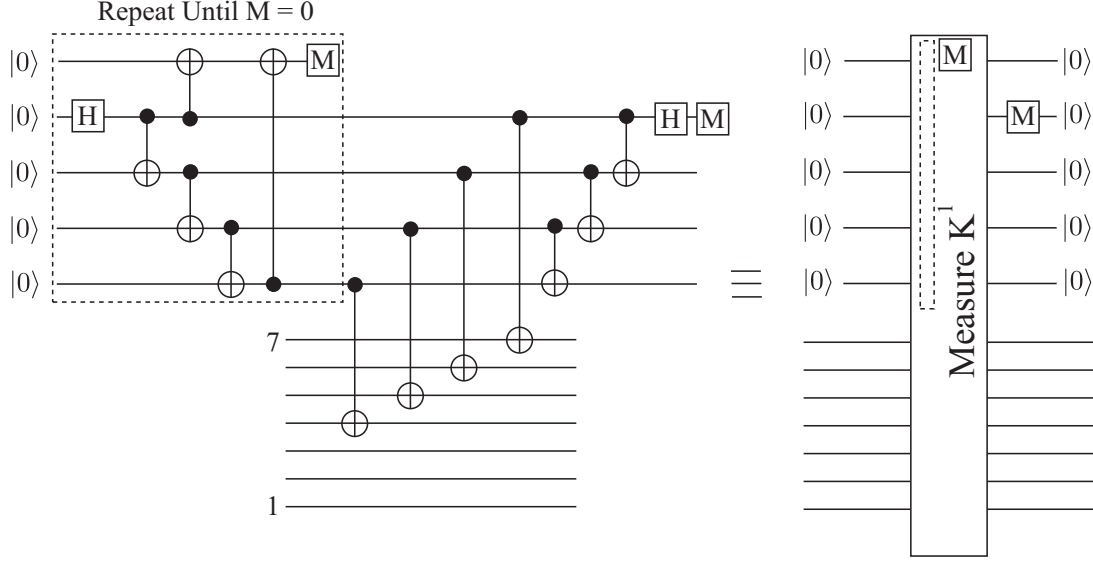 Repeat Until M = 0
|0⟩ M
|0⟩ H H M
|0⟩
|0⟩
|0⟩
7
1
≡
|0⟩ M |0⟩
|0⟩ M |0⟩
|0⟩ |0⟩
|0⟩ |0⟩
|0⟩ |0⟩
Measure K¹